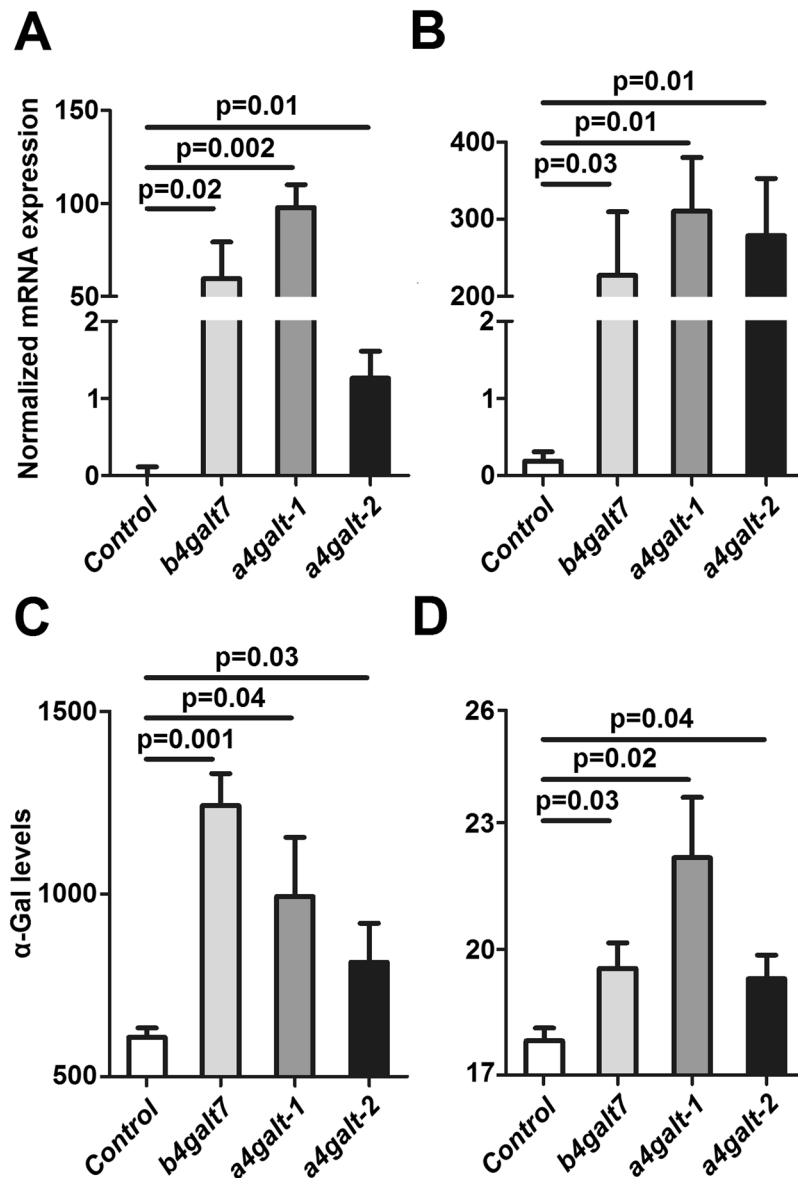 A
Normalized mRNA expression
150
100
50
2
1
0
p=0.01
p=0.002
p=0.02
Control
b4galt7
a4galt-1
a4galt-2
B
400
300
200
2
1
0
p=0.01
p=0.01
p=0.03
Control
b4galt7
a4galt-1
a4galt-2
C
α-Gal levels
1500
1000
500
p=0.03
p=0.04
p=0.001
Control
b4galt7
a4galt-1
a4galt-2
D
26
23
20
17
p=0.04
p=0.02
p=0.03
Control
b4galt7
a4galt-1
a4galt-2